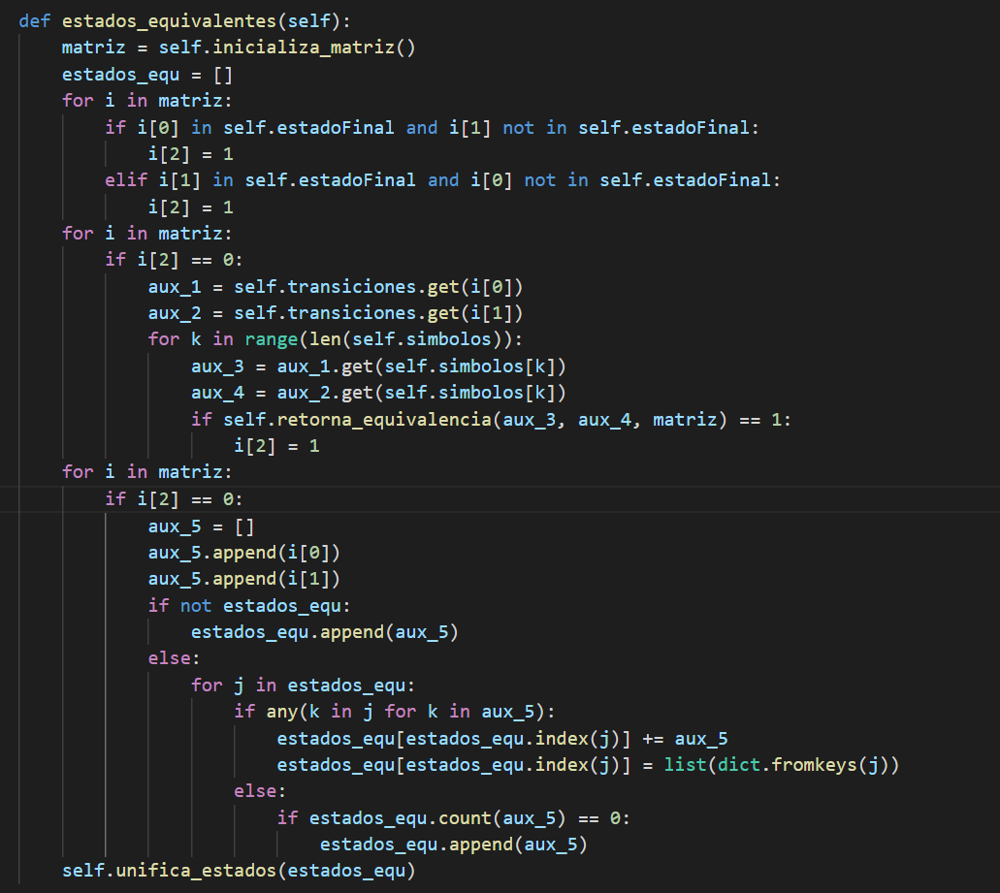 def estados_equivalentes(self):
    matriz = self.inicializa_matriz()
    estados_equ = []
    for i in matriz:
        if i[0] in self.estadoFinal and i[1] not in self.estadoFinal:
            i[2] = 1
        elif i[1] in self.estadoFinal and i[0] not in self.estadoFinal:
            i[2] = 1
    for i in matriz:
        if i[2] == 0:
            aux_1 = self.transiciones.get(i[0])
            aux_2 = self.transiciones.get(i[1])
            for k in range(len(self.simbolos)):
                aux_3 = aux_1.get(self.simbolos[k])
                aux_4 = aux_2.get(self.simbolos[k])
                if self.retorna_equivalencia(aux_3, aux_4, matriz) == 1:
                    i[2] = 1
    for i in matriz:
        if i[2] == 0:
            aux_5 = []
            aux_5.append(i[0])
            aux_5.append(i[1])
            if not estados_equ:
                estados_equ.append(aux_5)
            else:
                for j in estados_equ:
                    if any(k in j for k in aux_5):
                        estados_equ[estados_equ.index(j)] += aux_5
                        estados_equ[estados_equ.index(j)] = list(dict.fromkeys(j))
                    else:
                        if estados_equ.count(aux_5) == 0:
                            estados_equ.append(aux_5)
    self.unifica_estados(estados_equ)